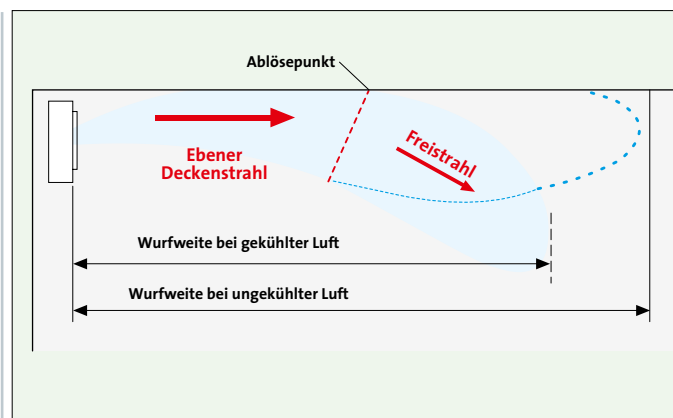 Ablösepunkt
Freistrahl
Ebener
Deckenstrahl
Wurfweite bei gekühlter Luft
Wurfweite bei ungekühlter Luft